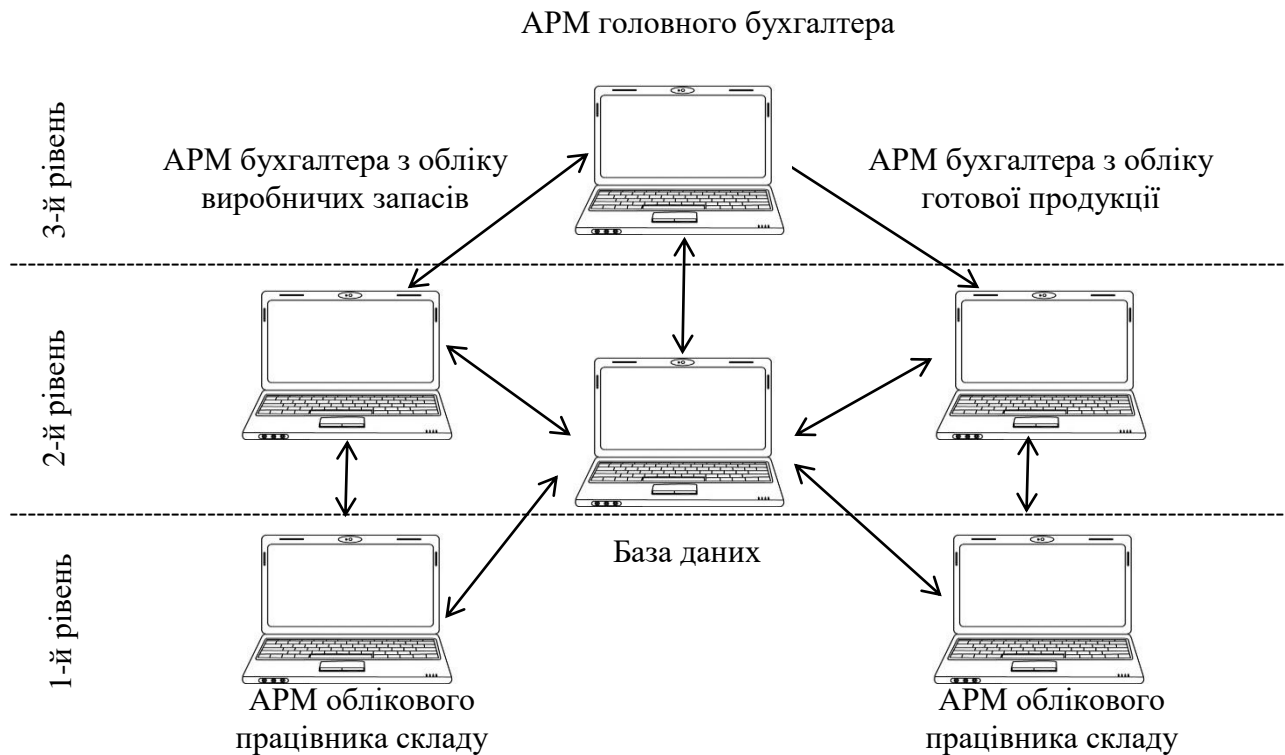 АРМ головного бухгалтера
3-й рівень
АРМ бухгалтера з обліку
виробничих запасів
АРМ бухгалтера з обліку
готової продукції
2-й рівень
База даних
1-й рівень
АРМ облікового
працівника складу
АРМ облікового
працівника складу